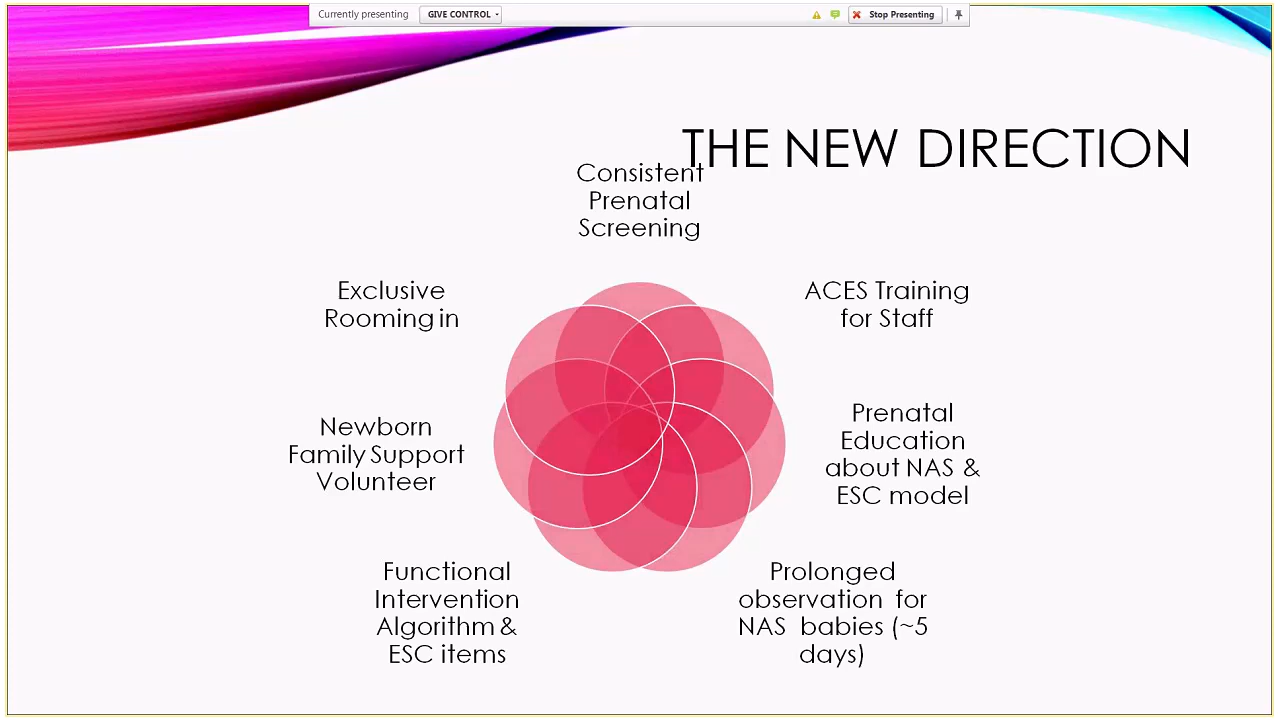 Currently presenting
GIVE CONTROL
Stop Presenting
THE NEW DIRECTION
Consistent
Prenatal
Screening
ACES Training
for Staff
Prenatal
Education
about NAS &
ESC model
Prolonged
observation for
NAS babies (~5
days)
Functional
Intervention
Algorithm &
ESC items
Newborn
Family Support
Volunteer
Exclusive
Rooming in